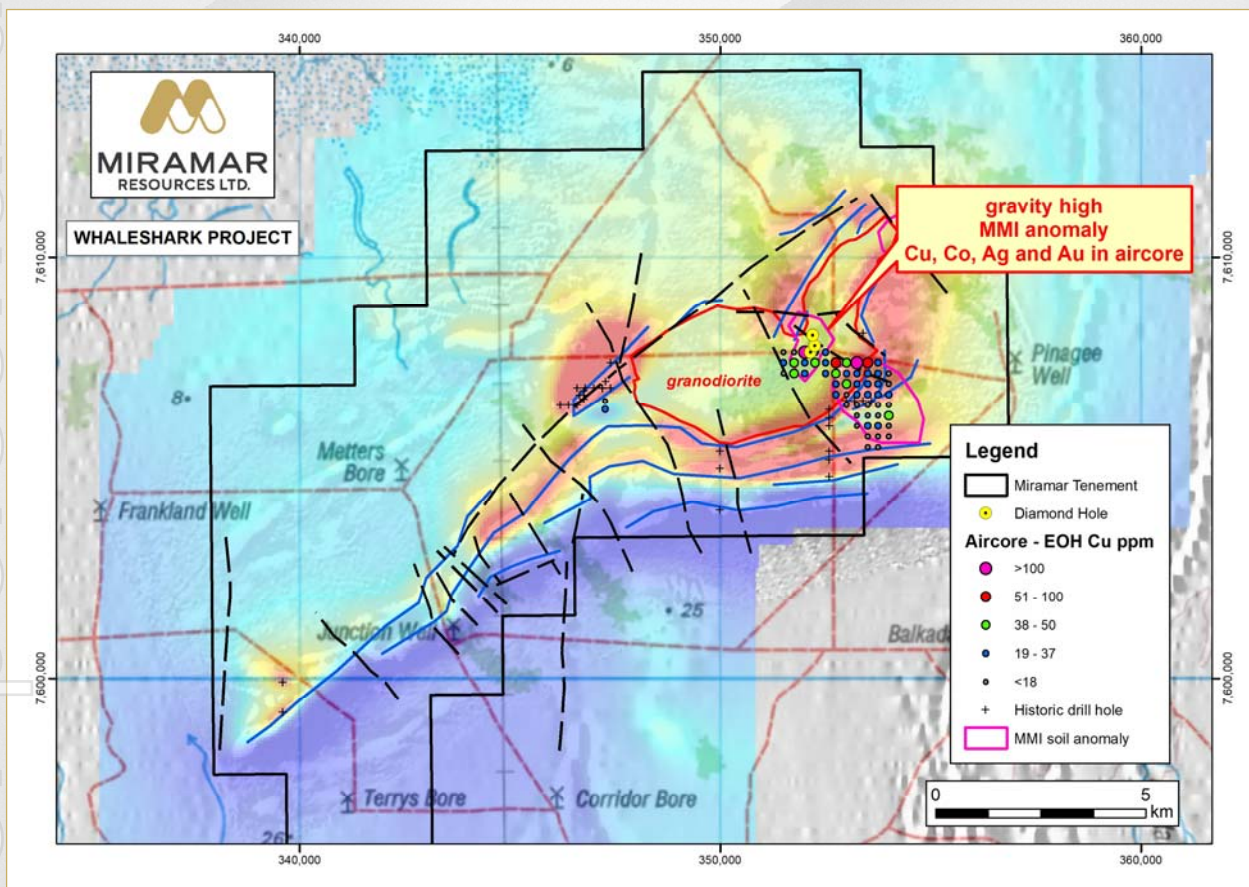 340,000
350,000
360,000
MIRAMAR
RESOURCES LTD.
WHALESHARK PROJECT
6
gravity high
MMI anomaly
Cu, Co, Ag and Au in aircore
7,610,000
7,610,000
granodiorite
Pinagee
Well
8
Metters
Bore
Frankland Well
Legend
Miramar Tenement
Diamond Hole
Aircore - EOH Cu ppm
>100
51 - 100
38 - 50
19 - 37
<18
Historic drill hole
MMI soil anomaly
25
Junction Well
Balkada
7,600,000
7,600,000
Terrys Bore
Corridor Bore
26
0
5
km
340,000
350,000
360,000